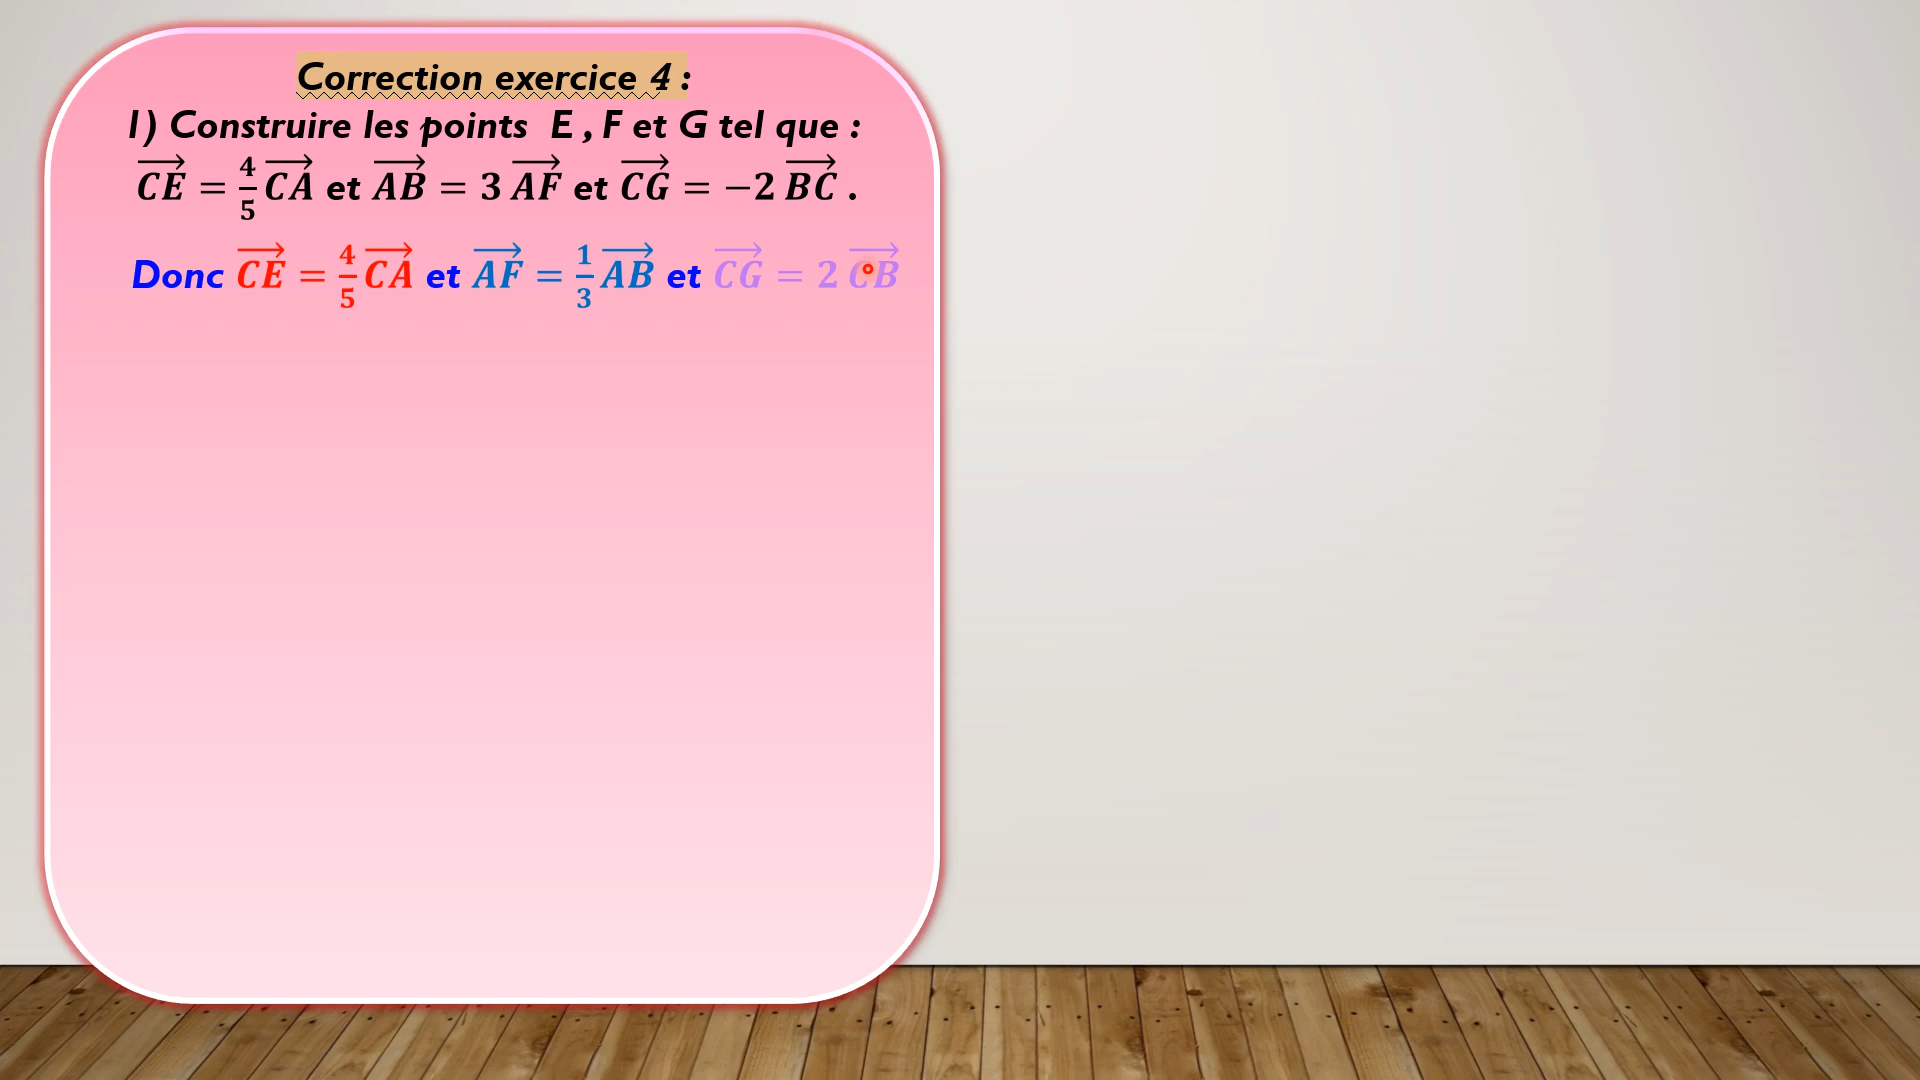 Correction exercice 4 :
1) Construire les points E , F et G tel que :
$\overrightarrow{CE} = \frac{4}{5}\overrightarrow{CA}$ et $\overrightarrow{AB} = 3\,\overrightarrow{AF}$ et $\overrightarrow{CG} = -2\,\overrightarrow{BC}$ .
Donc $\overrightarrow{CE} = \frac{4}{5}\overrightarrow{CA}$ et $\overrightarrow{AF} = \frac{1}{3}\overrightarrow{AB}$ et $\overrightarrow{CG} = 2\,\overrightarrow{CB}$